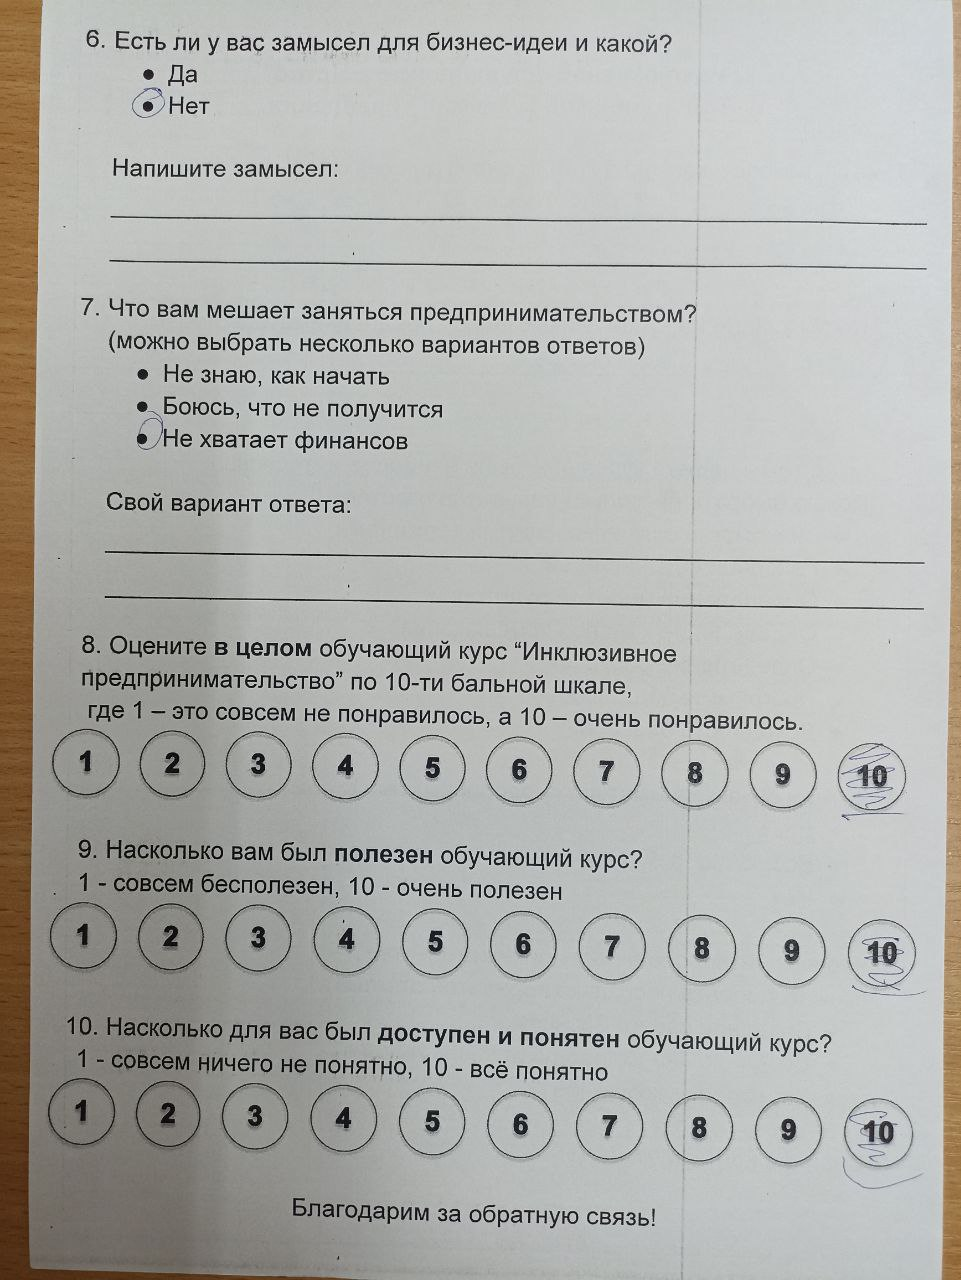 6. Есть ли у вас замысел для бизнес-идеи и какой?
• Да
• Нет
Напишите замысел:
7. Что вам мешает заняться предпринимательством?
(можно выбрать несколько вариантов ответов)
• Не знаю, как начать
• Боюсь, что не получится
• Не хватает финансов
Свой вариант ответа:
8. Оцените в целом обучающий курс “Инклюзивное
предпринимательство” по 10-ти бальной шкале,
где 1 – это совсем не понравилось, а 10 – очень понравилось.
1 2 3 4 5 6 7 8 9 10
9. Насколько вам был полезен обучающий курс?
1 - совсем бесполезен, 10 - очень полезен
1 2 3 4 5 6 7 8 9 10
10. Насколько для вас был доступен и понятен обучающий курс?
1 - совсем ничего не понятно, 10 - всё понятно
1 2 3 4 5 6 7 8 9 10
Благодарим за обратную связь!